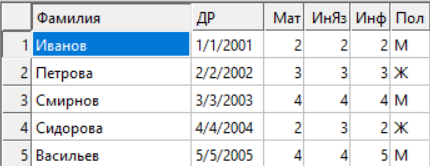 Фамилия ДР Мат ИнЯз Инф Пол
1 Иванов 1/1/2001 2 2 2 М
2 Петрова 2/2/2002 3 3 3 Ж
3 Смирнов 3/3/2003 4 4 4 М
4 Сидорова 4/4/2004 2 3 2 Ж
5 Васильев 5/5/2005 4 4 5 М